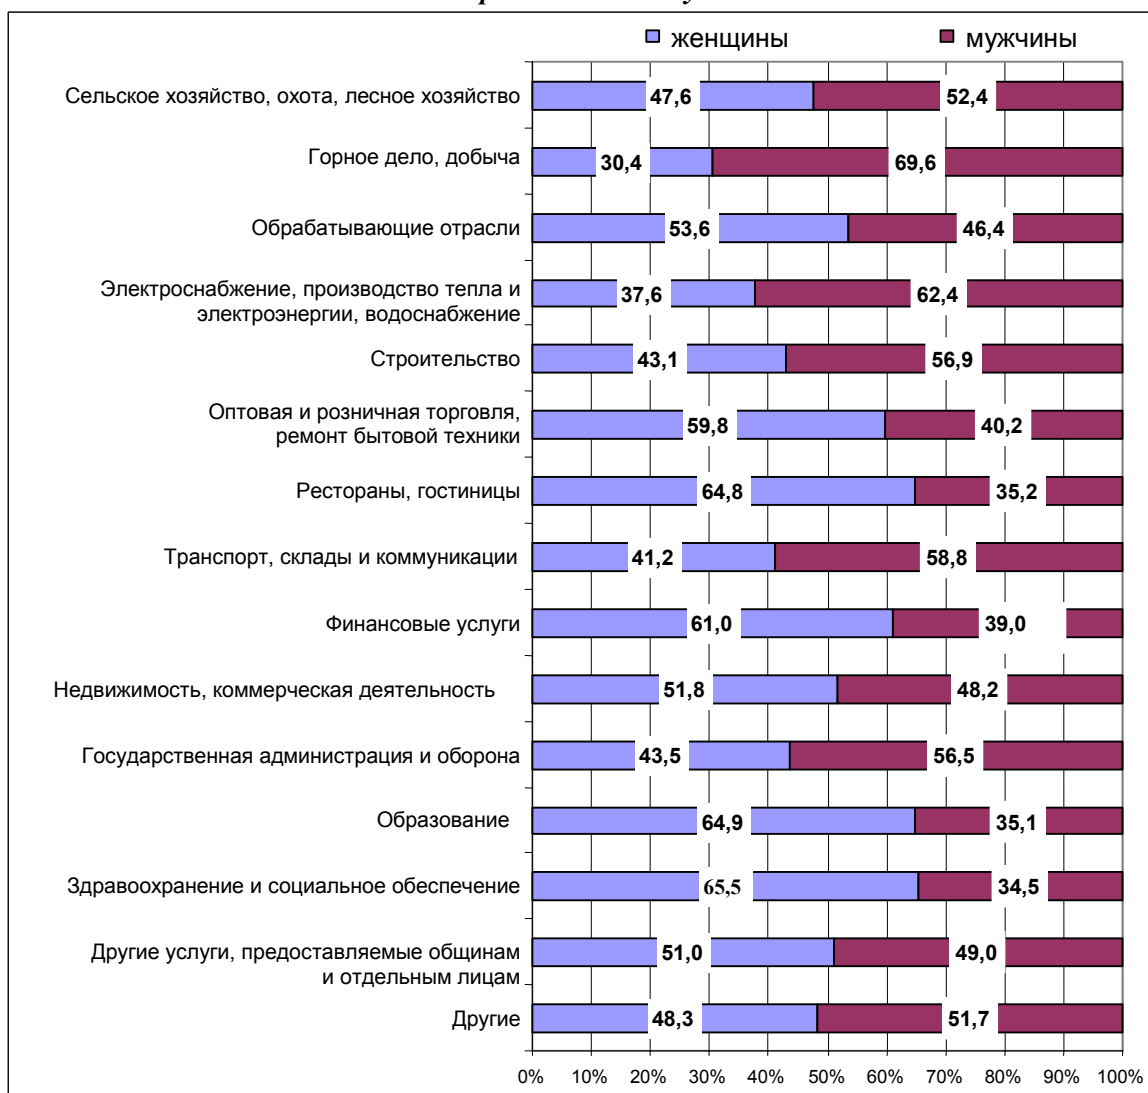 женщины мужчины
Сельское хозяйство, охота, лесное хозяйство 47,6 52,4
Горное дело, добыча 30,4 69,6
Обрабатывающие отрасли 53,6 46,4
Электроснабжение, производство тепла и
электроэнергии, водоснабжение 37,6 62,4
Строительство 43,1 56,9
Оптовая и розничная торговля,
ремонт бытовой техники 59,8 40,2
Рестораны, гостиницы 64,8 35,2
Транспорт, склады и коммуникации 41,2 58,8
Финансовые услуги 61,0 39,0
Недвижимость, коммерческая деятельность 51,8 48,2
Государственная администрация и оборона 43,5 56,5
Образование 64,9 35,1
Здравоохранение и социальное обеспечение 65,5 34,5
Другие услуги, предоставляемые общинам
и отдельным лицам 51,0 49,0
Другие 48,3 51,7
0% 10% 20% 30% 40% 50% 60% 70% 80% 90% 100%